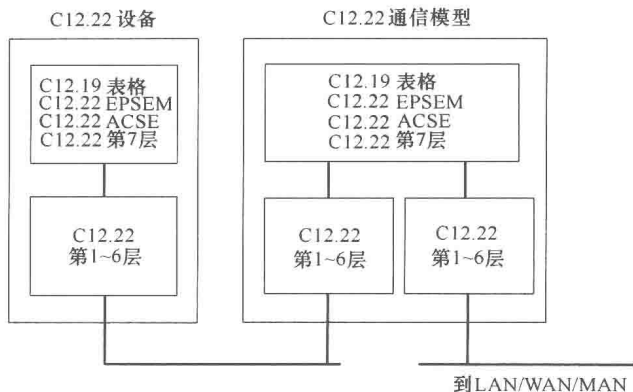 C12.22 设备
C12.22 通信模型
C12.19 表格
C12.22 EPSEM
C12.22 ACSE
C12.22 第7层
C12.19 表格
C12.22 EPSEM
C12.22 ACSE
C12.22 第7层
C12.22
第1~6层
C12.22
第1~6层
C12.22
第1~6层
到LAN/WAN/MAN